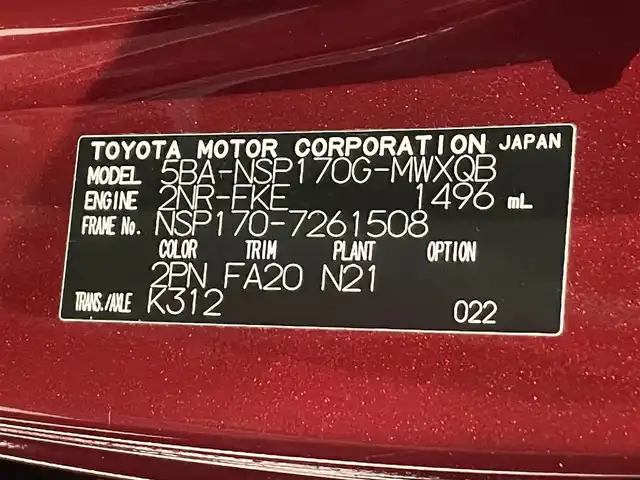 TOYOTA MOTOR CORPORATION JAPAN
MODEL 5BA-NSP170G-MWXQB
ENGINE 2NR-FKE 1496 mL
FRAME No. NSP170-7261508
COLOR TRIM PLANT OPTION
2PN FA20 N21
TRANS./AXLE K312 022